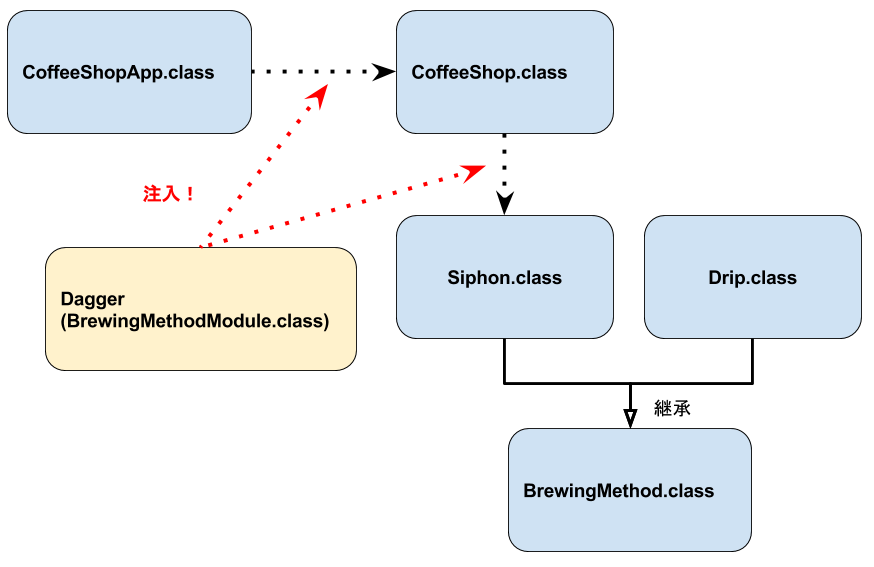 CoffeeShopApp.class
CoffeeShop.class
注入！
Siphon.class
Drip.class
Dagger
(BrewingMethodModule.class)
継承
BrewingMethod.class